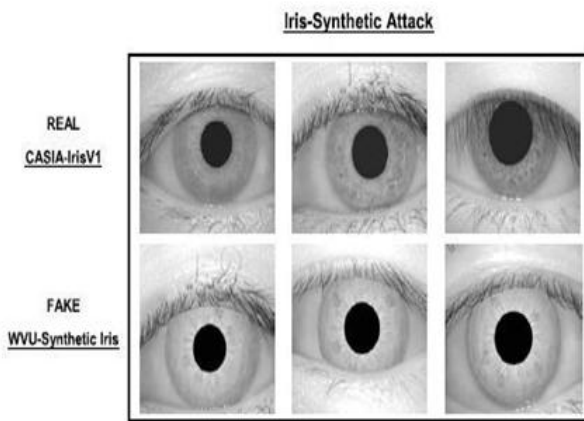 Iris-Synthetic Attack
REAL
CASIA-IrisV1
FAKE
WVU-Synthetic Iris